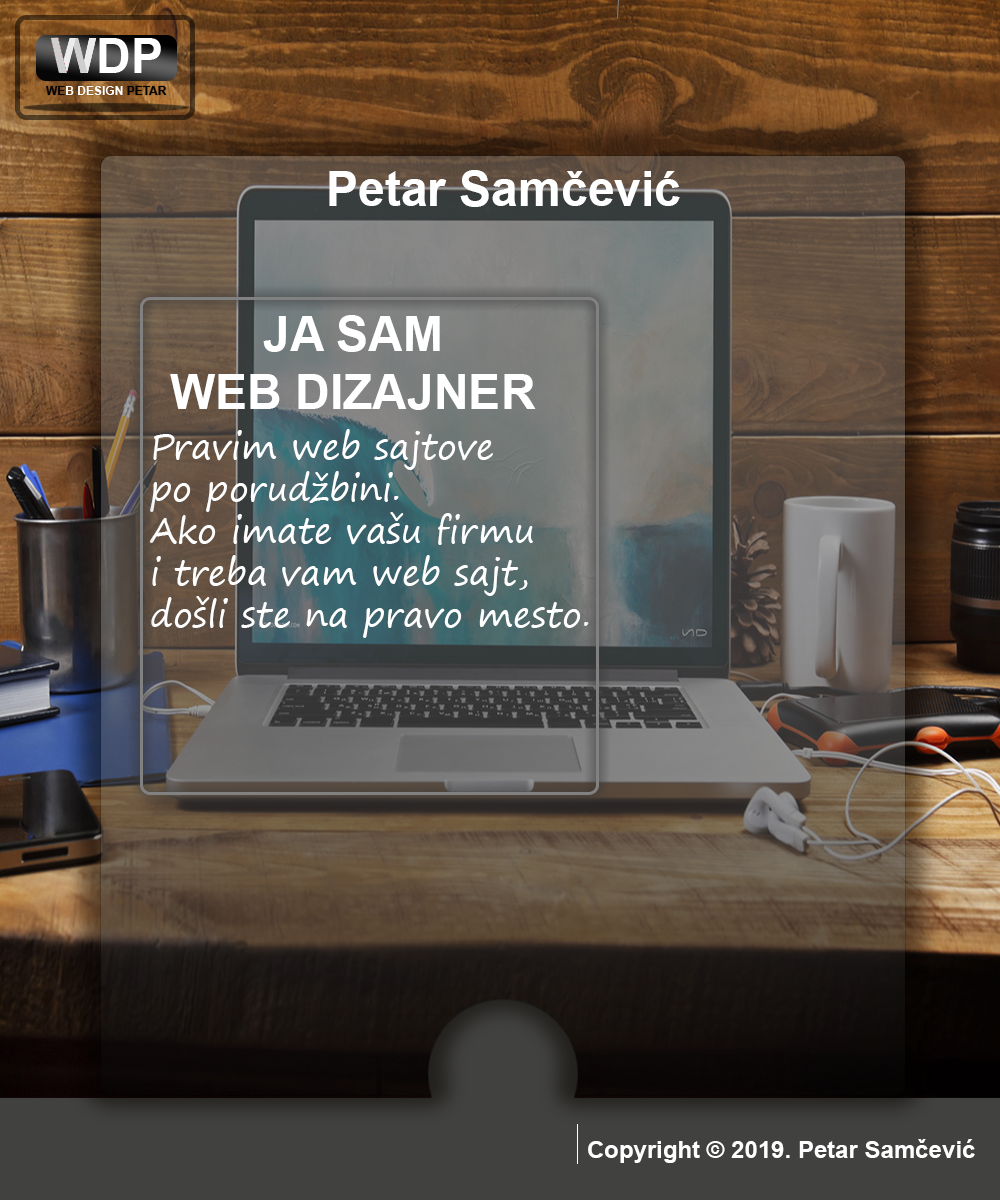 WDP
WEB DESIGN PETAR
Petar Samčević
JA SAM
WEB DIZAJNER
Pravim web sajtove
po porudžbini.
Ako imate vašu firmu
i treba vam web sajt,
došli ste na pravo mesto.
Copyright © 2019. Petar Samčević